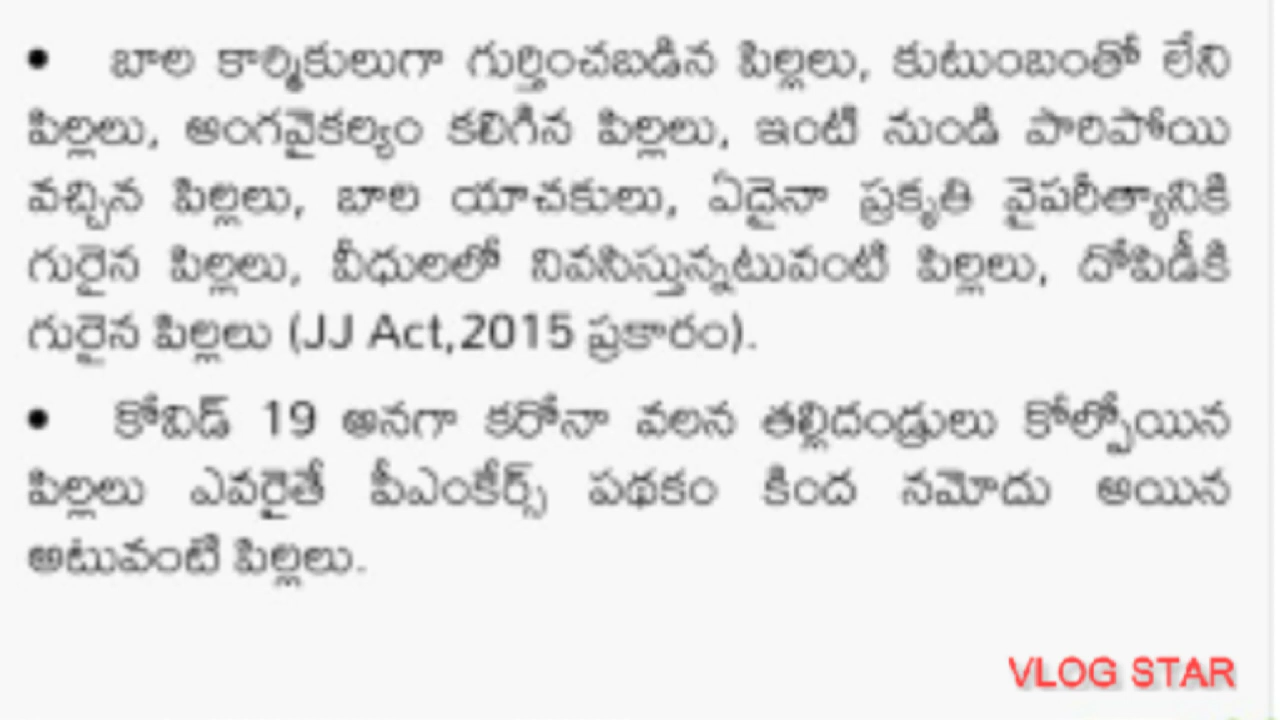 • బాల కార్మికులుగా గుర్తించబడిన పిల్లలు, కుటుంబంతో లేని
పిల్లలు, అంగవైకల్యం కలిగిన పిల్లలు, ఇంటి నుండి పారిపోయి
వచ్చిన పిల్లలు, బాల యాచకులు, ఏదైనా ప్రకృతి వైపరీత్యానికి
గురైన పిల్లలు, వీధులలో నివసిస్తున్నటువంటి పిల్లలు, దోపిడీకి
గురైన పిల్లలు (JJ Act,2015 ప్రకారం).
• కోవిడ్ 19 అనగా కరోనా వలన తల్లిదండ్రులు కోల్పోయిన
పిల్లలు ఎవరైతే పీఎంకేర్స్ పథకం కింద నమోదు అయిన
అటువంటి పిల్లలు.
VLOG STAR